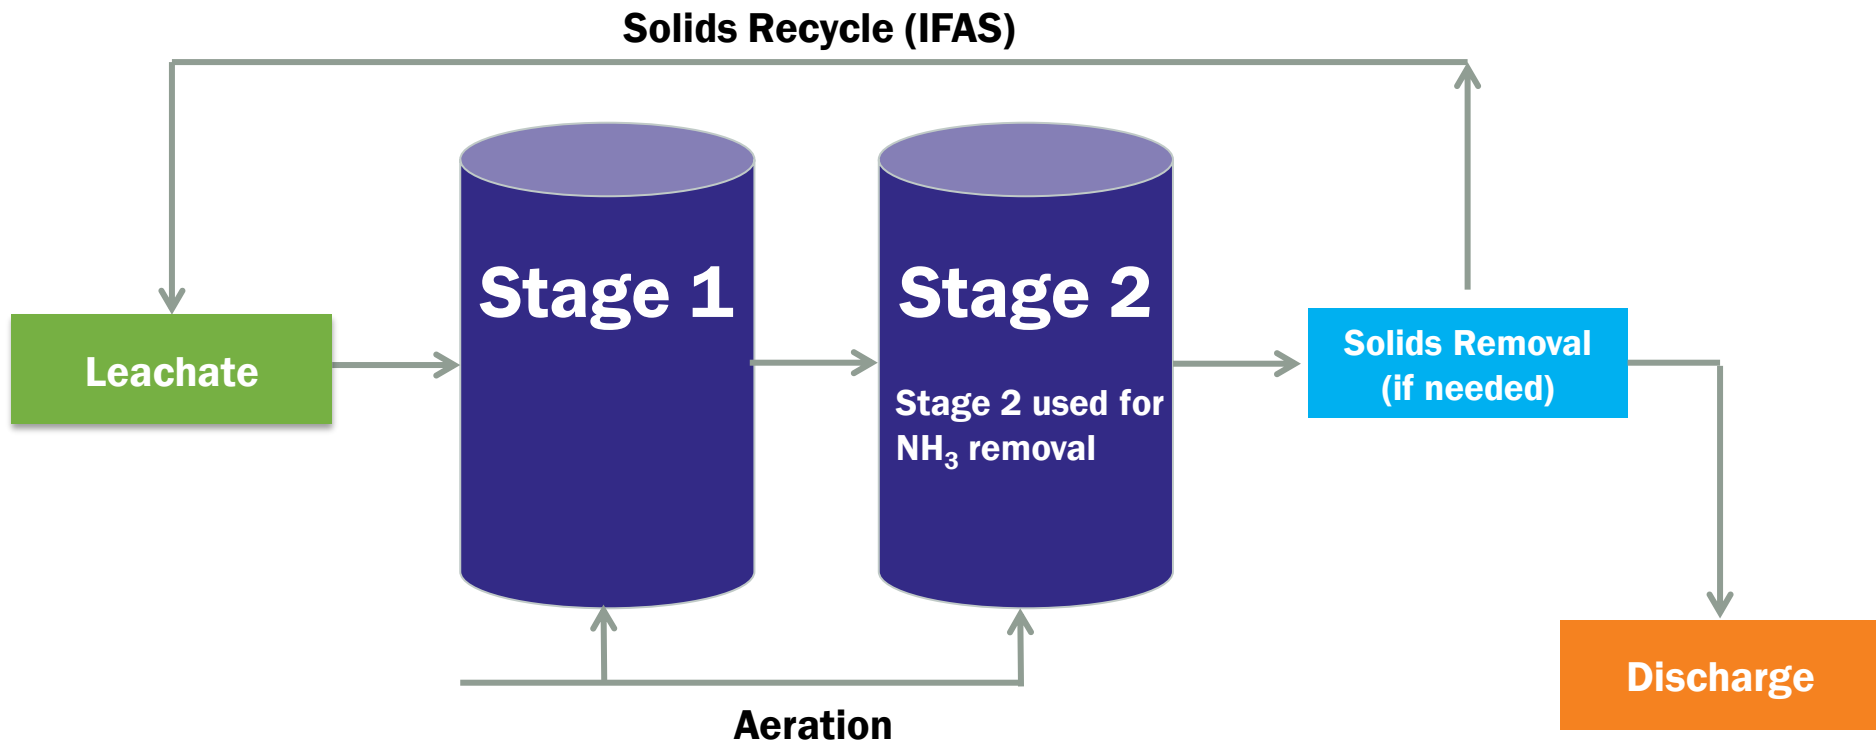 Solids Recycle (IFAS)
Leachate
Stage 1
Stage 2
Stage 2 used for
NH₃ removal
Solids Removal
(if needed)
Discharge
Aeration